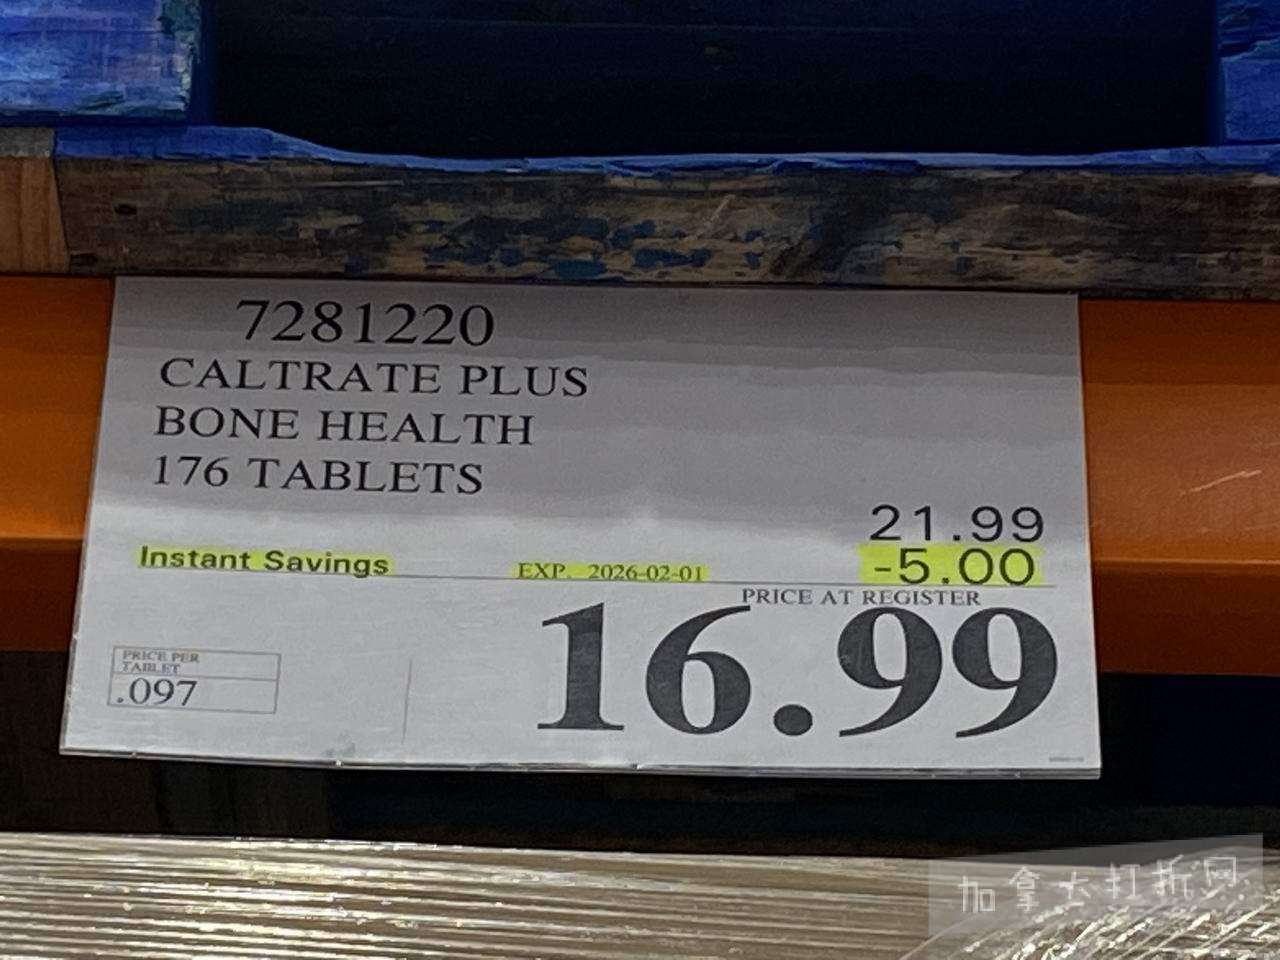 7281220
CALTRATE PLUS
BONE HEALTH
176 TABLETS
21.99
Instant Savings EXP. 2026-02-01 -5.00
PRICE AT REGISTER
16.99
PRICE PER
TABLET
.097
加拿大打折网